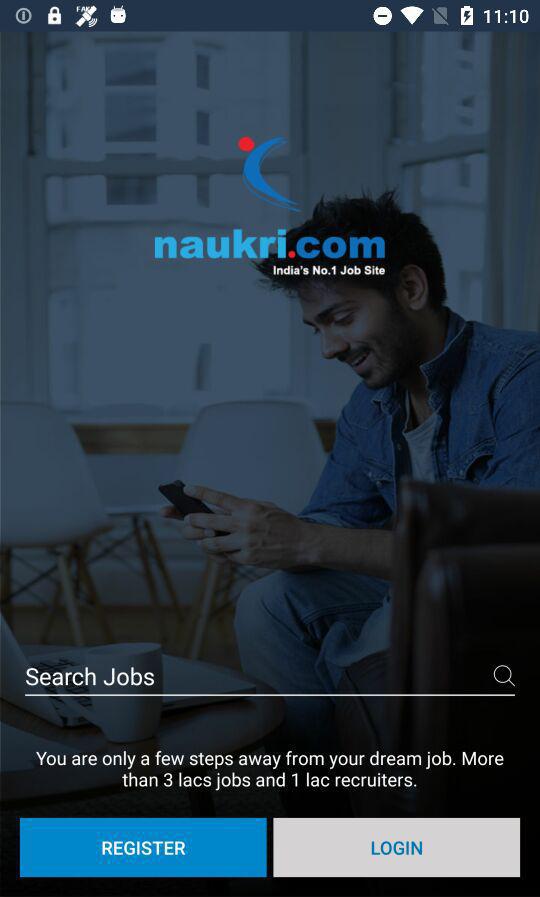 FAKE
11:10
naukri.com
India's No.1 Job Site
Search Jobs
You are only a few steps away from your dream job. More
than 3 lacs jobs and 1 lac recruiters.
REGISTER
LOGIN